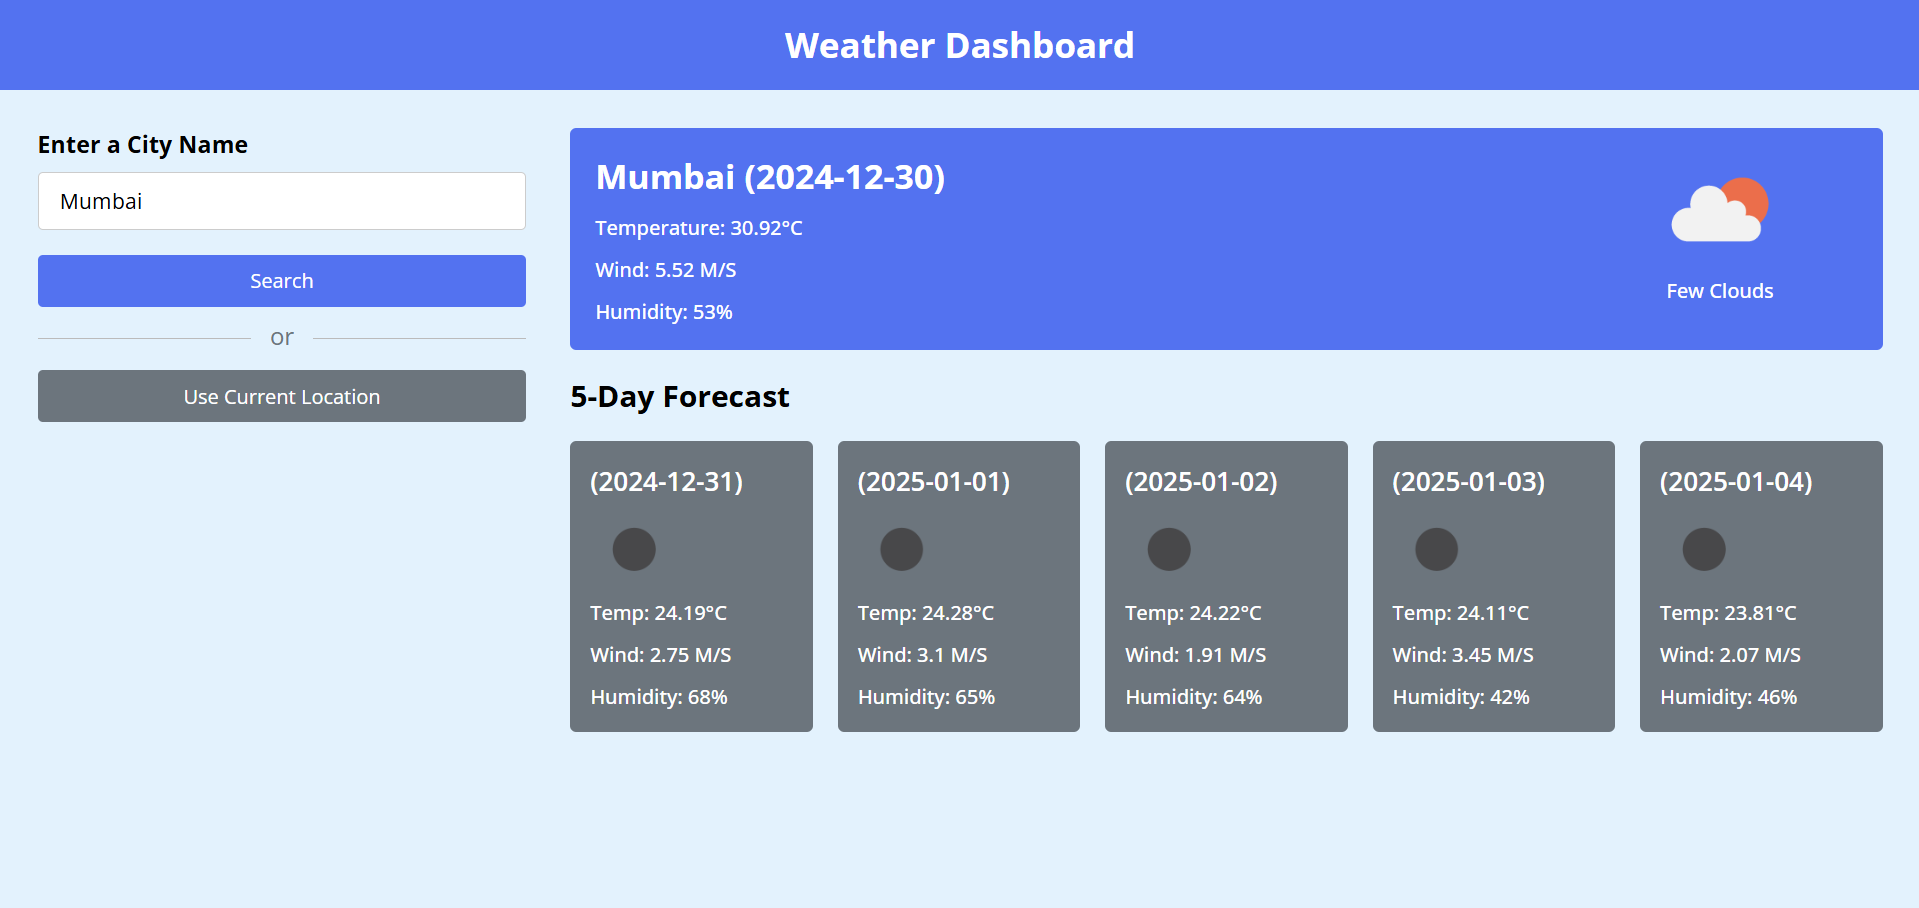 Weather Dashboard
Enter a City Name
Mumbai
Search
or
Use Current Location
Mumbai (2024-12-30)
Temperature: 30.92°C
Wind: 5.52 M/S
Humidity: 53%
Few Clouds
5-Day Forecast
(2024-12-31)
Temp: 24.19°C
Wind: 2.75 M/S
Humidity: 68%
(2025-01-01)
Temp: 24.28°C
Wind: 3.1 M/S
Humidity: 65%
(2025-01-02)
Temp: 24.22°C
Wind: 1.91 M/S
Humidity: 64%
(2025-01-03)
Temp: 24.11°C
Wind: 3.45 M/S
Humidity: 42%
(2025-01-04)
Temp: 23.81°C
Wind: 2.07 M/S
Humidity: 46%